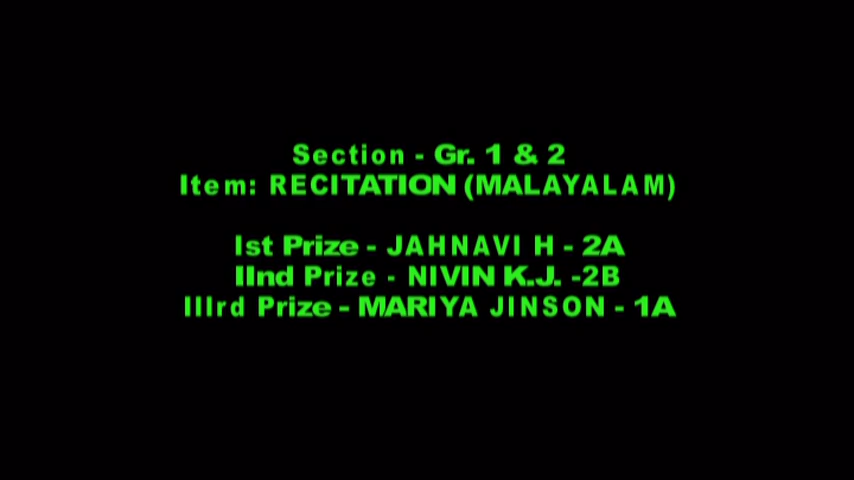 Section - Gr. 1 & 2
Item: RECITATION (MALAYALAM)
Ist Prize - JAHNAVI H - 2A
IInd Prize - NIVIN K.J. -2B
IIIrd Prize - MARIYA JINSON - 1A